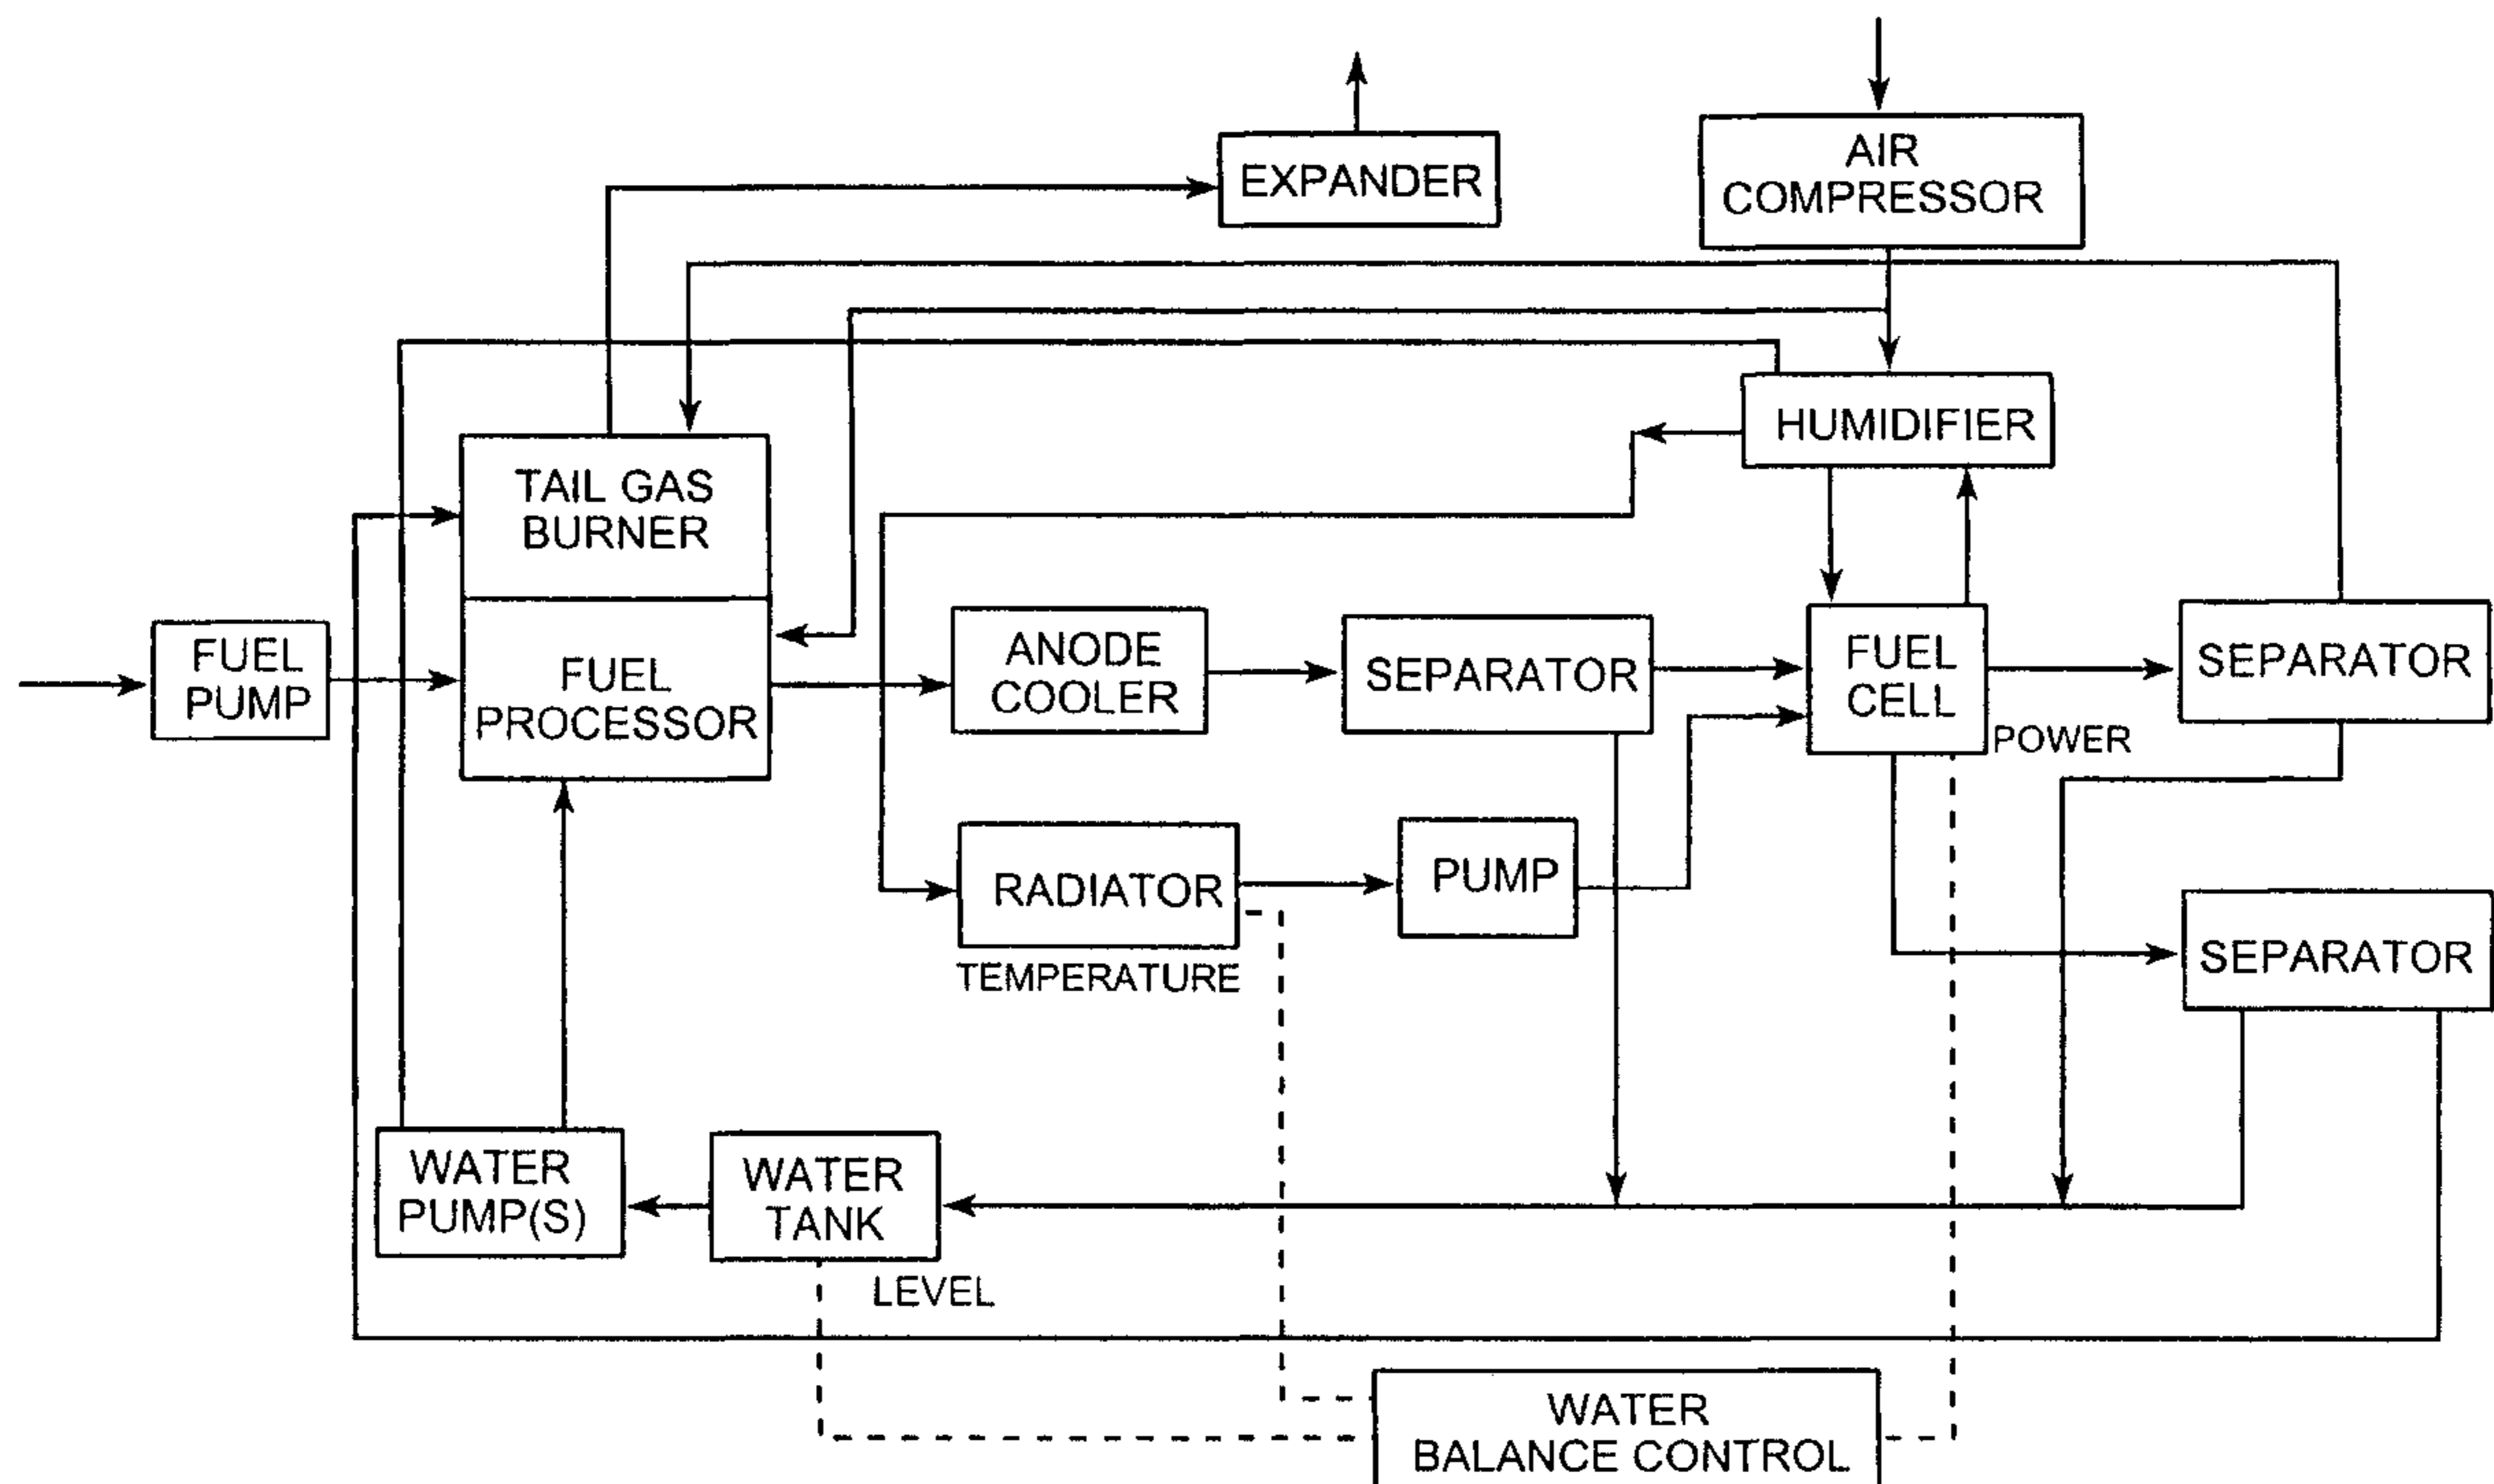 AIR
COMPRESSOR
EXPANDER
HUMIDIFIER
TAIL GAS
BURNER
FUEL
PUMP
FUEL
PROCESSOR
ANODE
COOLER
SEPARATOR
FUEL
CELL
POWER
SEPARATOR
RADIATOR
TEMPERATURE
PUMP
SEPARATOR
WATER
PUMP(S)
WATER
TANK
LEVEL
WATER
BALANCE CONTROL